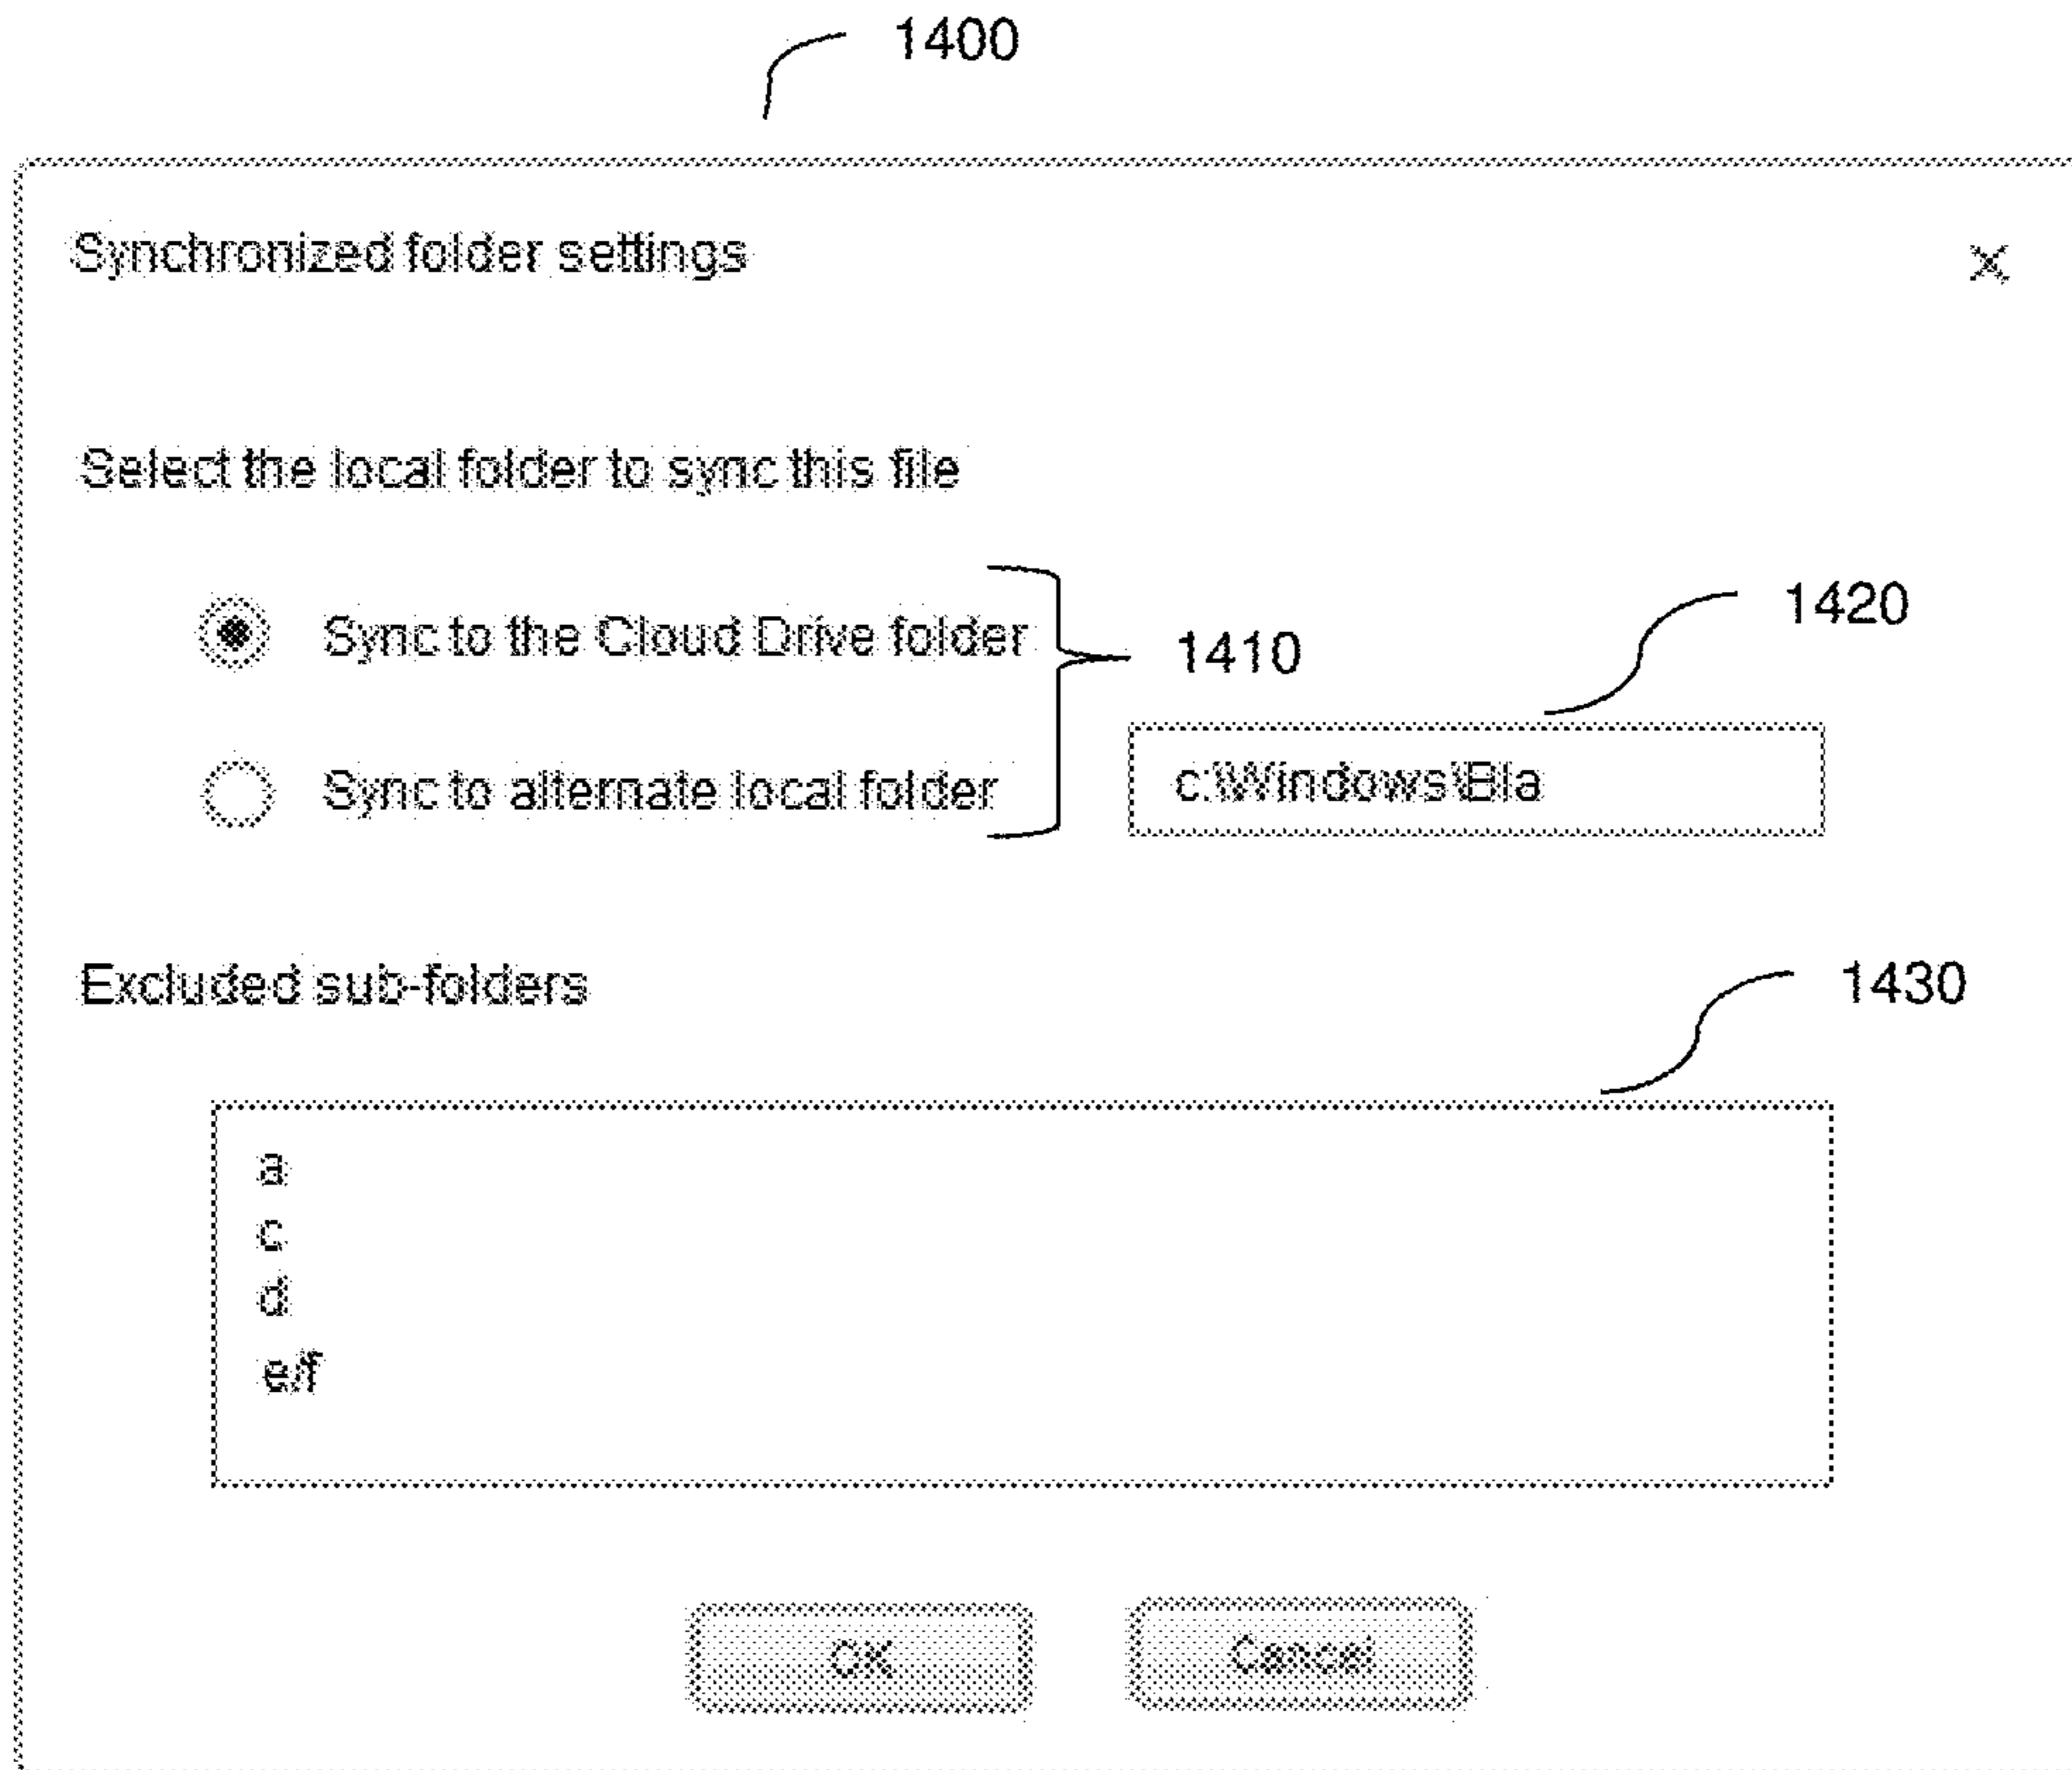 1400
Synchronized folder settings
X
Select the local folder to sync this file
Sync to the Cloud Drive folder
1410
1420
Sync to alternate local folder
c:\Windows\Bla
Excluded sub-folders
1430
a
c
d
e/f
OK
Cancel